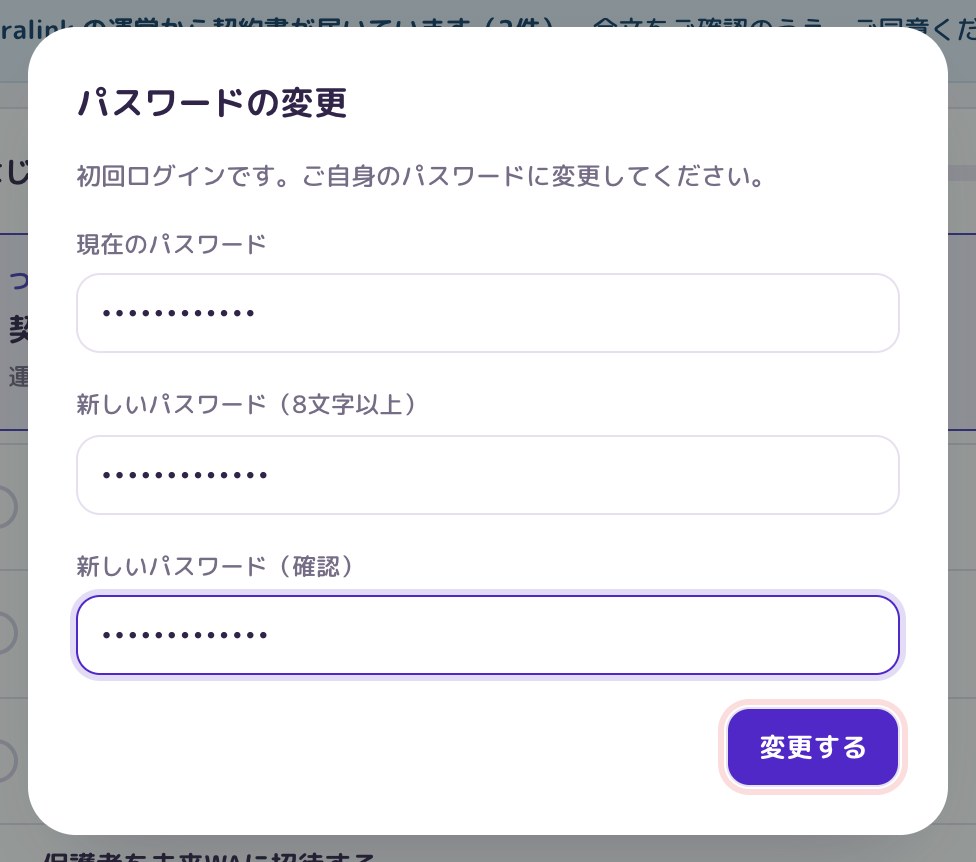 パスワードの変更
初回ログインです。ご自身のパスワードに変更してください。
現在のパスワード
••••••••••••
新しいパスワード（8文字以上）
•••••••••••••
新しいパスワード（確認）
•••••••••••••
変更する